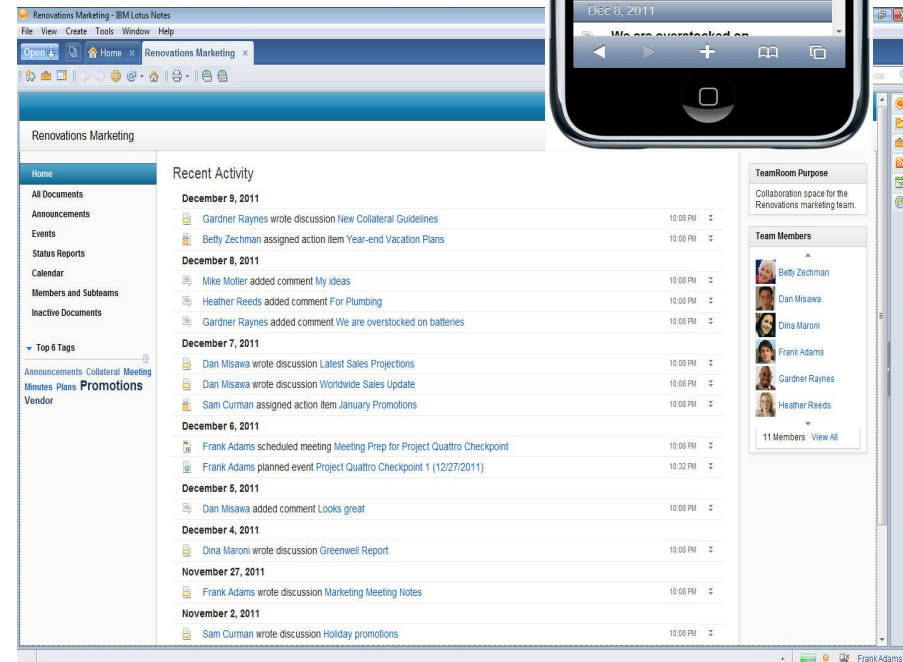 Renovations Marketing - IBM Lotus Notes
File View Create Tools Window Help
Open Home × Renovations Marketing ×
Dec 8, 2011
We are overstocked on
Renovations Marketing
Home
All Documents
Announcements
Events
Status Reports
Calendar
Members and Subteams
Inactive Documents
Top 6 Tags
Announcements Collateral Meeting
Minutes Plans Promotions
Vendor
Recent Activity
December 9, 2011
Gardner Raynes wrote discussion New Collateral Guidelines 10:08 PM
Betty Zechman assigned action item Year-end Vacation Plans 10:08 PM
December 8, 2011
Mike Motler added comment My ideas 10:08 PM
Heather Reeds added comment For Plumbing 10:08 PM
Gardner Raynes added comment We are overstocked on batteries 10:08 PM
December 7, 2011
Dan Misawa wrote discussion Latest Sales Projections 10:08 PM
Dan Misawa wrote discussion Worldwide Sales Update 10:08 PM
Sam Curman assigned action item January Promotions 10:08 PM
December 6, 2011
Frank Adams scheduled meeting Meeting Prep for Project Quattro Checkpoint 10:08 PM
Frank Adams planned event Project Quattro Checkpoint 1 (12/27/2011) 10:32 PM
December 5, 2011
Dan Misawa added comment Looks great 10:08 PM
December 4, 2011
Dina Maroni wrote discussion Greenwell Report 10:08 PM
November 27, 2011
Frank Adams wrote discussion Marketing Meeting Notes 10:08 PM
November 2, 2011
Sam Curman wrote discussion Holiday promotions 10:08 PM
TeamRoom Purpose
Collaboration space for the
Renovations marketing team.
Team Members
Betty Zechman
Dan Misawa
Dina Maroni
Frank Adams
Gardner Raynes
Heather Reeds
11 Members View All
Frank Adams